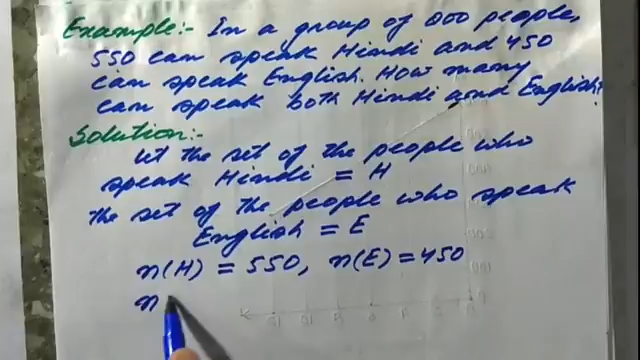 Example:- In a group of 800 people,
550 can speak Hindi and 450
can speak English. How many
can speak both Hindi and English?
Solution:-
Let the set of the people who
speak Hindi = H
the set of the people who speak
English = E
n(H) = 550, n(E) = 450
n